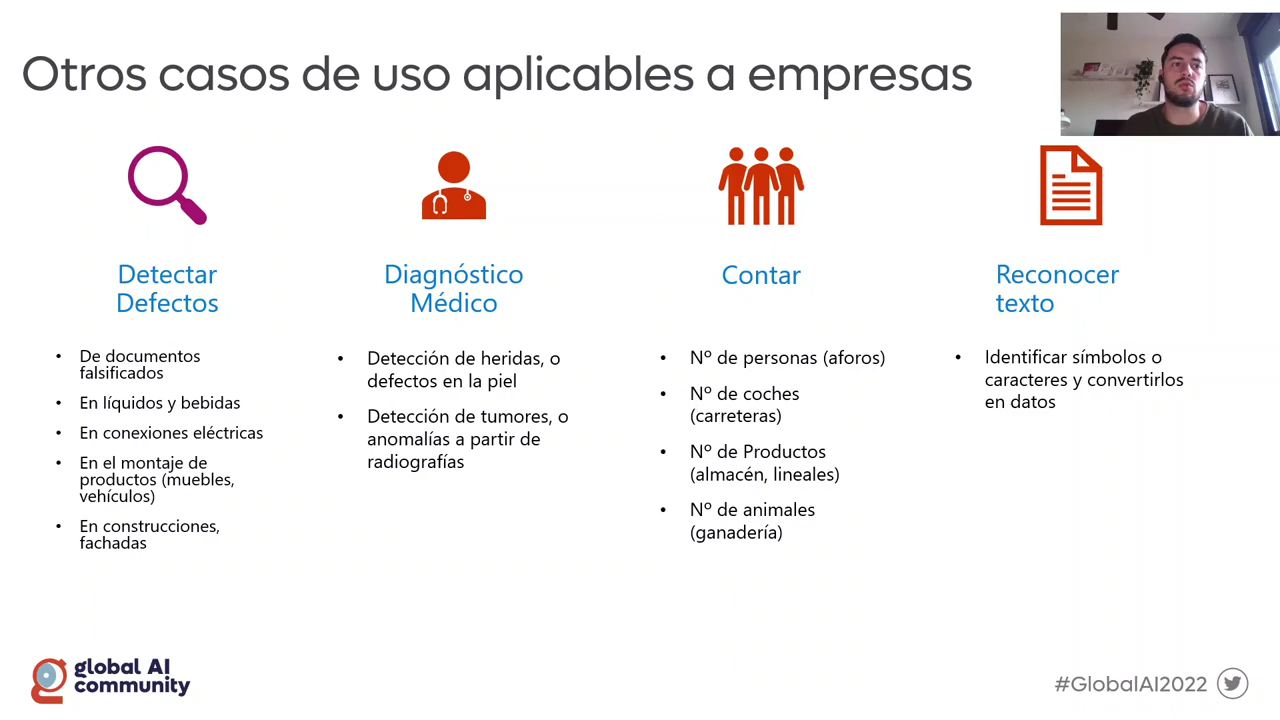 Otros casos de uso aplicables a empresas
Detectar
Defectos
• De documentos
falsificados
• En líquidos y bebidas
• En conexiones eléctricas
• En el montaje de
productos (muebles,
vehículos)
• En construcciones,
fachadas
Diagnóstico
Médico
• Detección de heridas, o
defectos en la piel
• Detección de tumores, o
anomalías a partir de
radiografías
Contar
• Nº de personas (aforos)
• Nº de coches
(carreteras)
• Nº de Productos
(almacén, lineales)
• Nº de animales
(ganadería)
Reconocer
texto
• Identificar símbolos o
caracteres y convertirlos
en datos
global AI
community
#GlobalAI2022